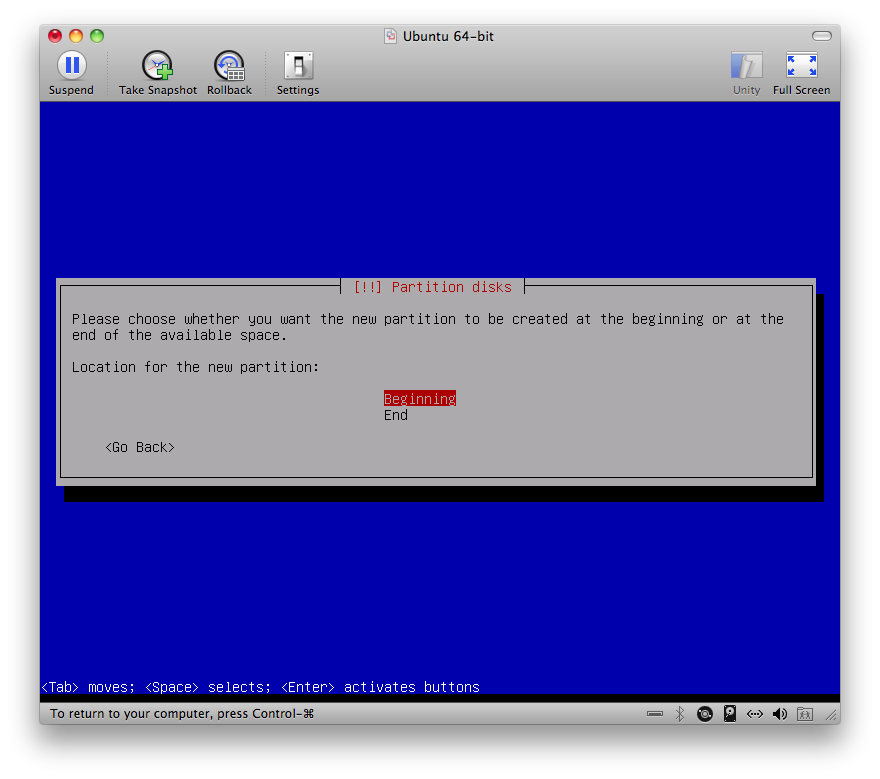 Ubuntu 64-bit
Suspend Take Snapshot Rollback Settings Unity Full Screen
[!!] Partition disks
Please choose whether you want the new partition to be created at the beginning or at the
end of the available space.
Location for the new partition:
Beginning
End
<Go Back>
<Tab> moves; <Space> selects; <Enter> activates buttons
To return to your computer, press Control-⌘